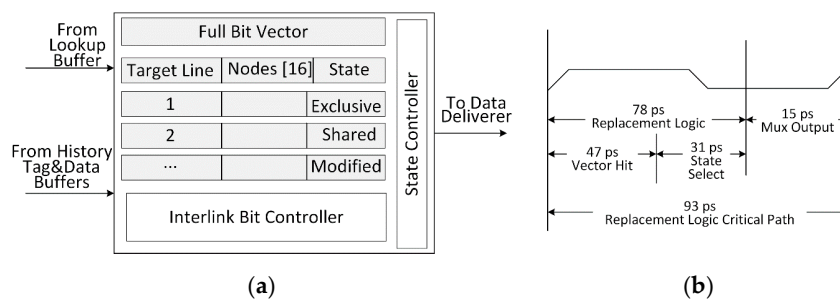 From
Lookup
Buffer
From History
Tag&Data
Buffers
Full Bit Vector
Target Line Nodes [16] State
1 Exclusive
2 Shared
... Modified
Interlink Bit Controller
State Controller
To Data
Deliverer
(a)
78 ps
Replacement Logic
15 ps
Mux Output
47 ps
Vector Hit
31 ps
State
Select
93 ps
Replacement Logic Critical Path
(b)